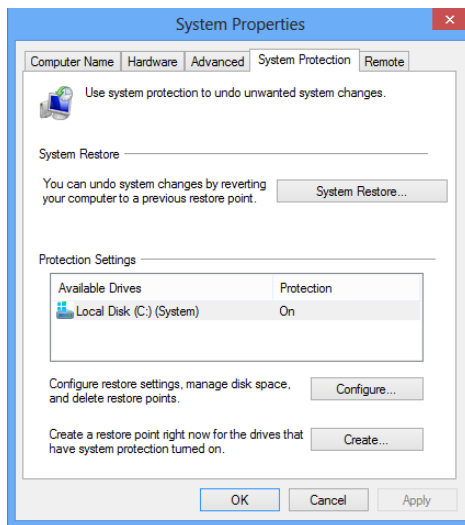 System Properties
Computer Name Hardware Advanced System Protection Remote
Use system protection to undo unwanted system changes.
System Restore
You can undo system changes by reverting
your computer to a previous restore point.
System Restore...
Protection Settings
Available Drives Protection
Local Disk (C:) (System) On
Configure restore settings, manage disk space,
and delete restore points.
Configure...
Create a restore point right now for the drives that
have system protection turned on.
Create...
OK Cancel Apply